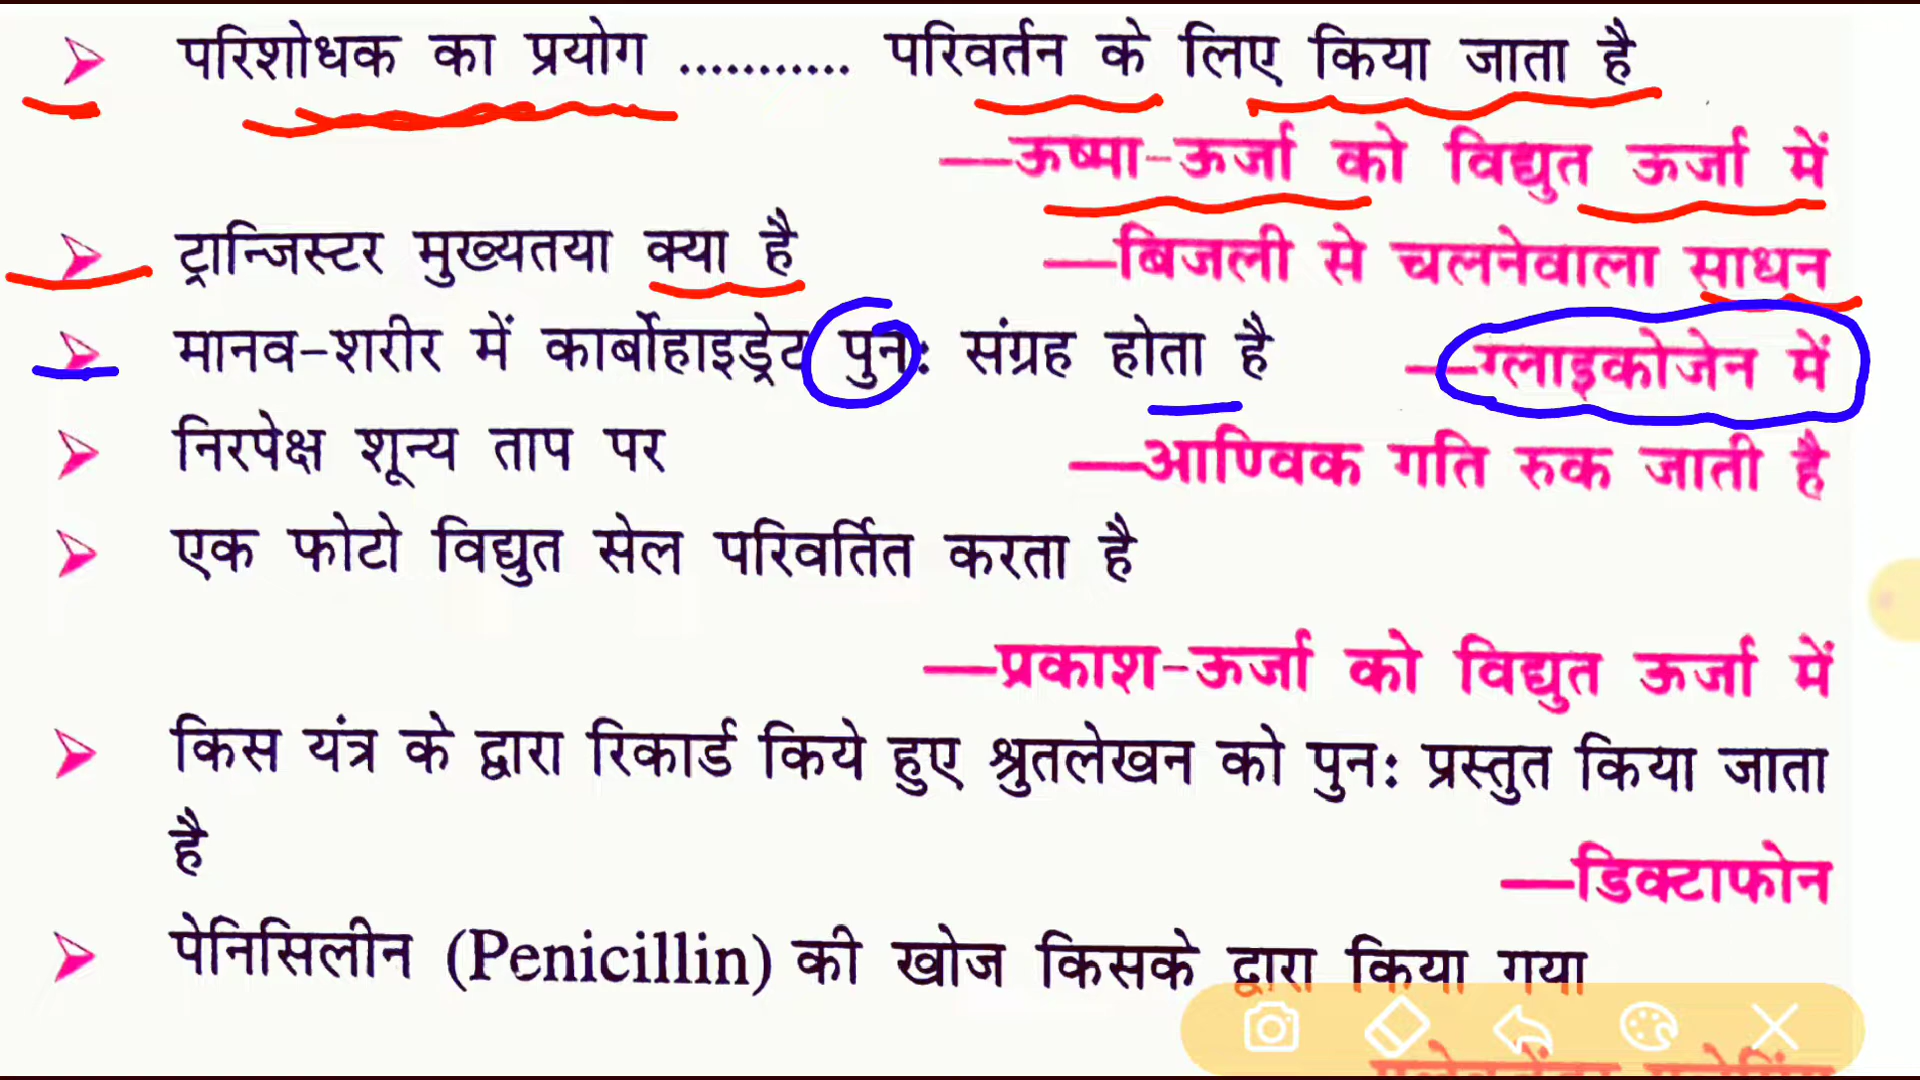 परिशोधक का प्रयोग ........... परिवर्तन के लिए किया जाता है
—ऊष्मा-ऊर्जा को विद्युत ऊर्जा में
ट्रान्जिस्टर मुख्यतया क्या है —बिजली से चलनेवाला साधन
मानव-शरीर में कार्बोहाइड्रेट पुनः संग्रह होता है —ग्लाइकोजेन में
निरपेक्ष शून्य ताप पर —आण्विक गति रुक जाती है
एक फोटो विद्युत सेल परिवर्तित करता है
—प्रकाश-ऊर्जा को विद्युत ऊर्जा में
किस यंत्र के द्वारा रिकार्ड किये हुए श्रुतलेखन को पुनः प्रस्तुत किया जाता
है —डिक्टाफोन
पेनिसिलीन (Penicillin) की खोज किसके द्वारा किया गया